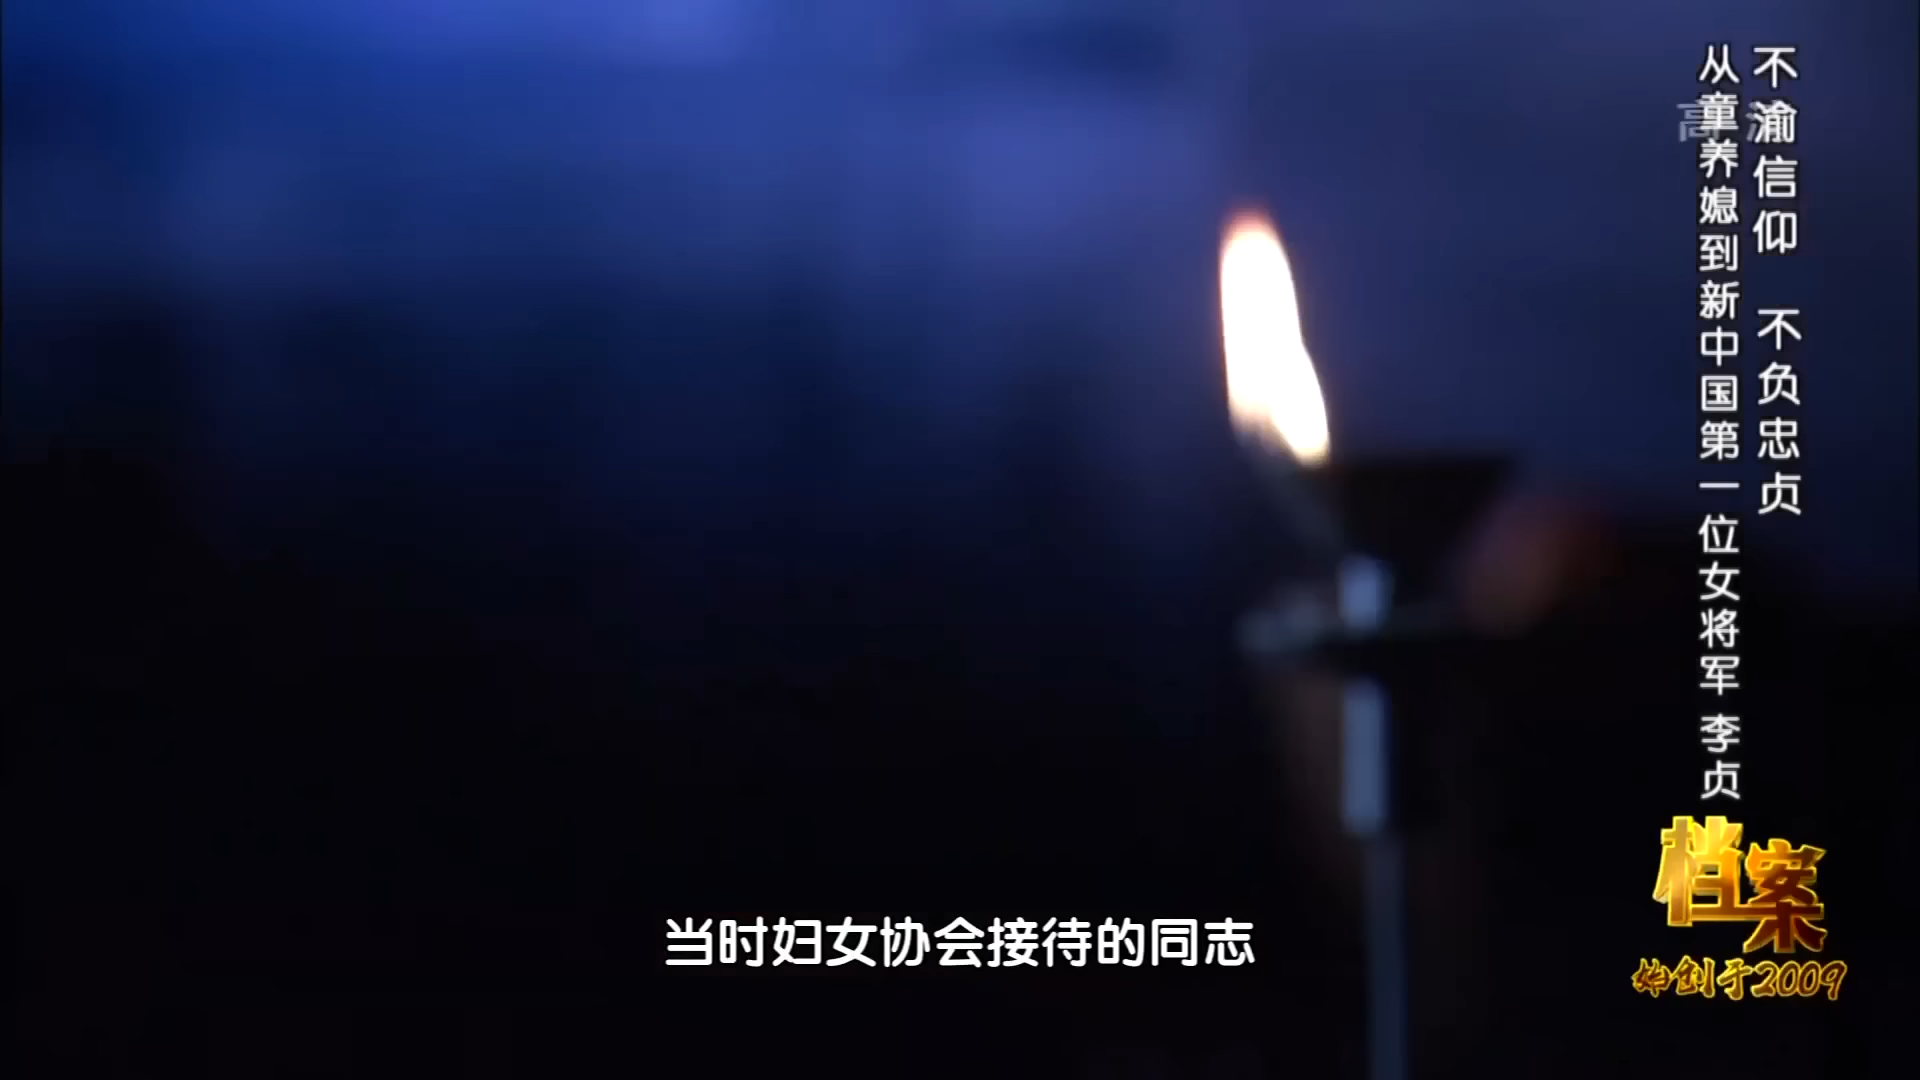 不渝信仰 不负忠贞
从童养媳到新中国第一位女将军 李贞
高清
档案
始创于2009
当时妇女协会接待的同志